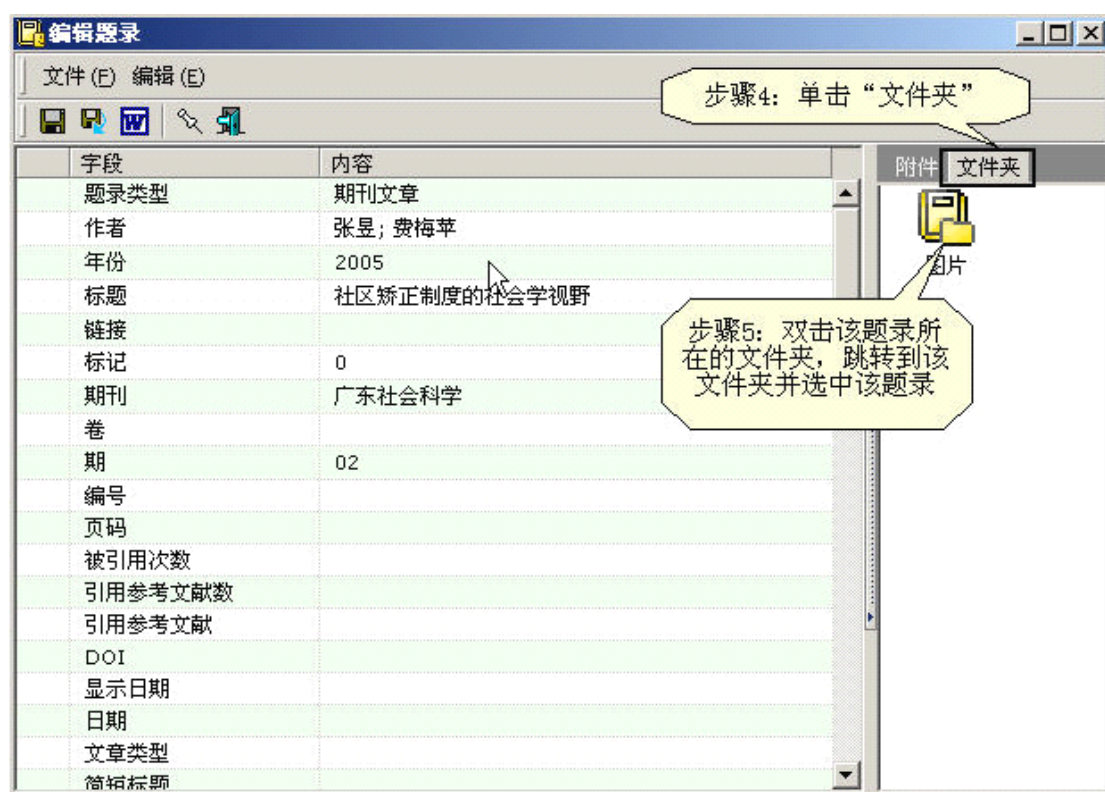 编辑题录
文件(F) 编辑(E)
步骤4：单击“文件夹”
字段 内容
附件 文件夹
题录类型 期刊文章
作者 张昱; 费梅苹
年份 2005
图片
标题 社区矫正制度的社会学视野
步骤5：双击该题录所
在的文件夹，跳转到该
文件夹并选中该题录
链接
标记 0
期刊 广东社会科学
卷
期 02
编号
页码
被引用次数
引用参考文献数
引用参考文献
DOI
显示日期
日期
文章类型
简短标题